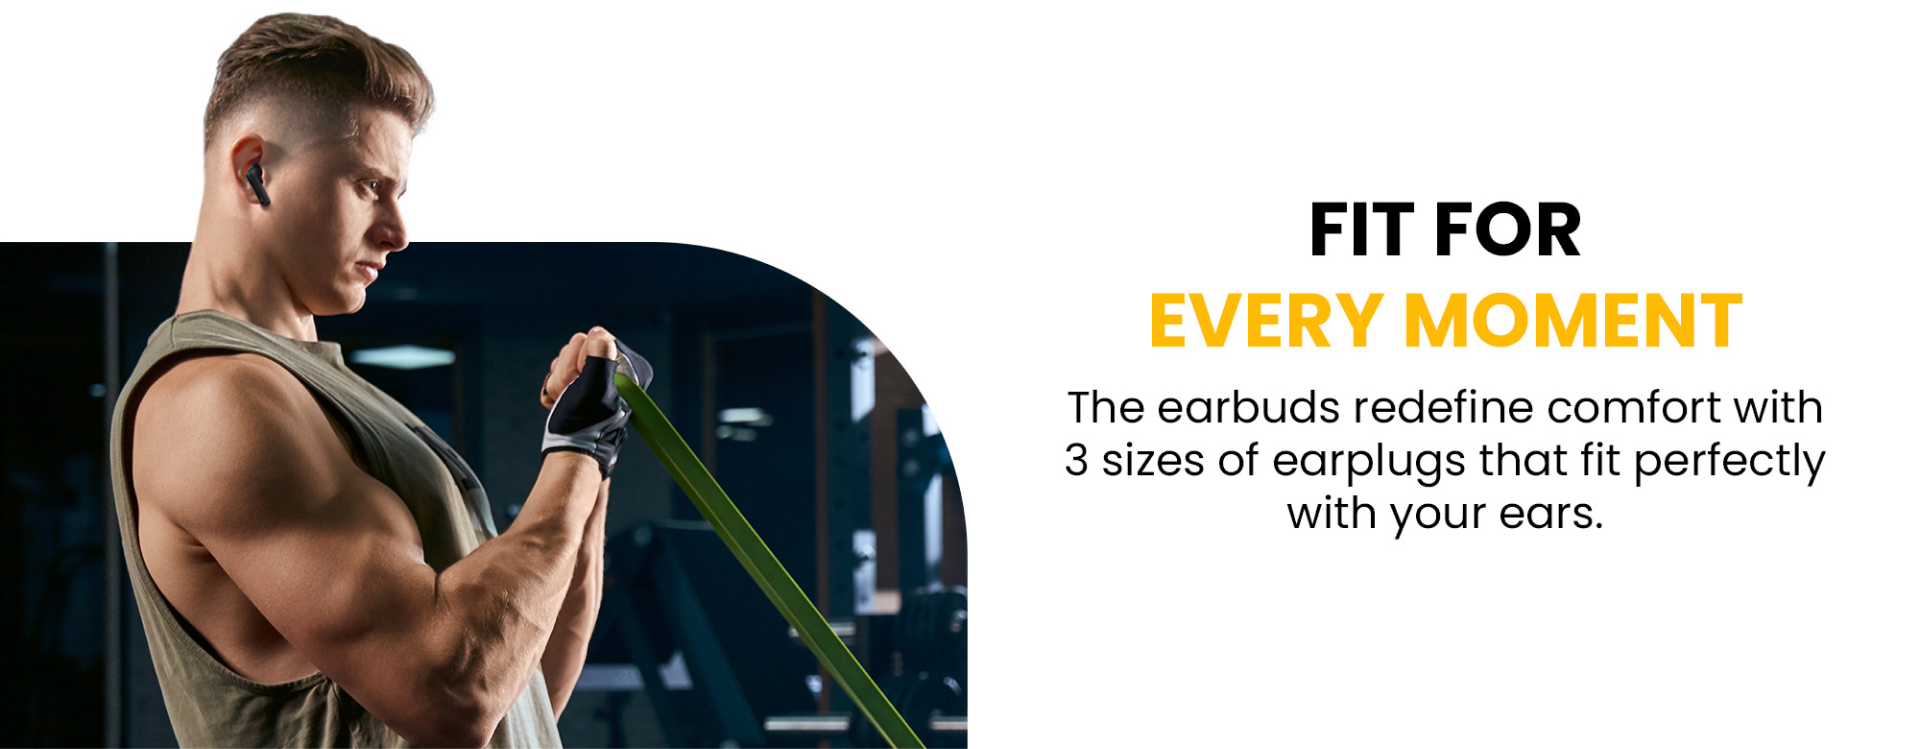 FIT FOR
EVERY MOMENT
The earbuds redefine comfort with
3 sizes of earplugs that fit perfectly
with your ears.